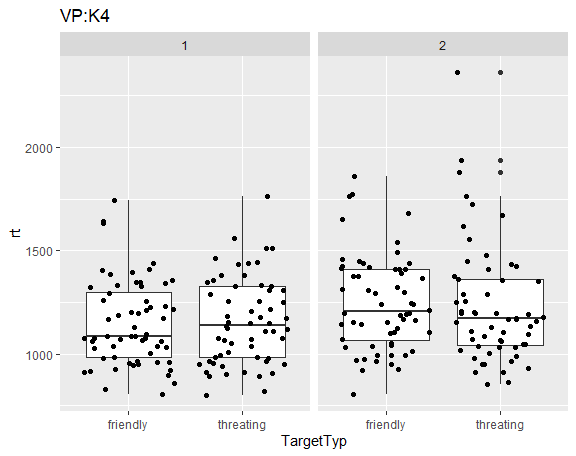 VP:K4
1 2
2000
1500
1000
rt
friendly threating friendly threating
TargetTyp